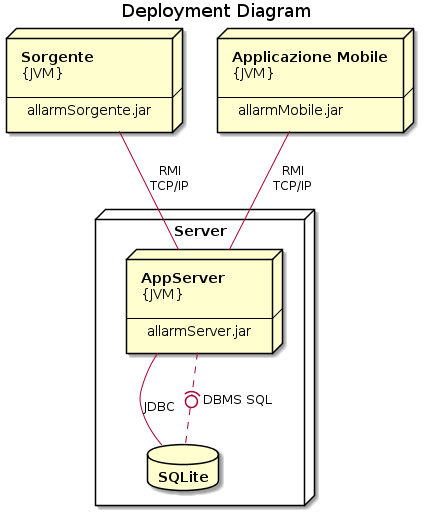 Deployment Diagram
Sorgente
{JVM}
allarmSorgente.jar
Applicazione Mobile
{JVM}
allarmMobile.jar
RMI
TCP/IP
RMI
TCP/IP
Server
AppServer
{JVM}
allarmServer.jar
JDBC
DBMS SQL
SQLite